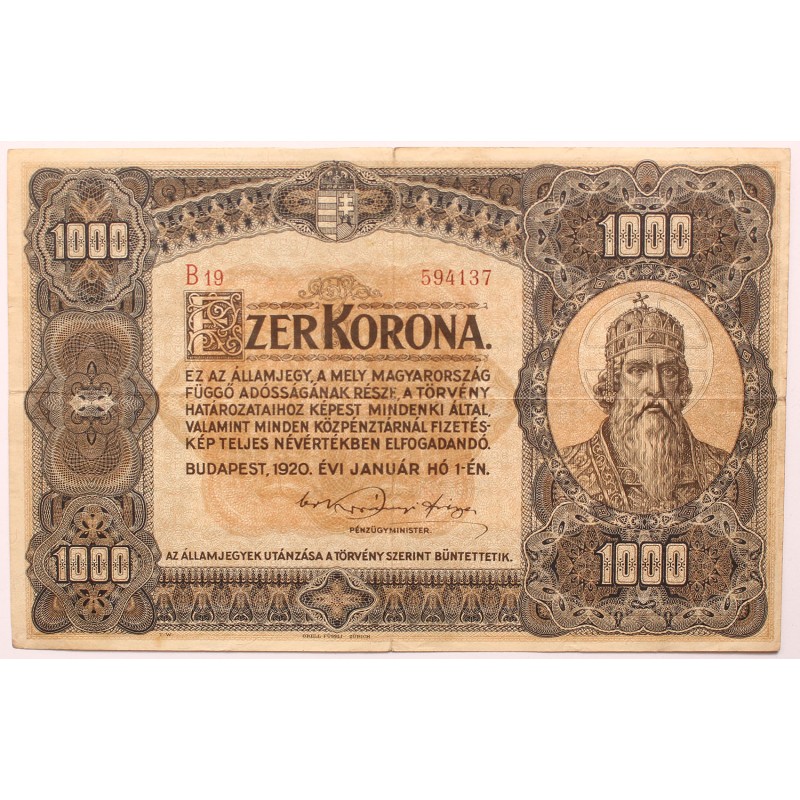 1000
1000
B 19 594137
EZER KORONA.
EZ AZ ÁLLAMJEGY, A MELY MAGYARORSZÁG
FÜGGŐ ADÓSSÁGÁNAK RÉSZE, A TÖRVÉNY
HATÁROZATAIHOZ KÉPEST MINDENKI ÁLTAL,
VALAMINT MINDEN KÖZPÉNZTÁRNÁL FIZETÉS-
KÉP TELJES NÉVÉRTÉKBEN ELFOGADANDÓ.
BUDAPEST, 1920. ÉVI JANUÁR HÓ 1-ÉN.
PÉNZÜGYMINISTER.
AZ ÁLLAMJEGYEK UTÁNZÁSA A TÖRVÉNY SZERINT BÜNTETTETIK.
1000
1000
ORELL FÜSSLI ZÜRICH